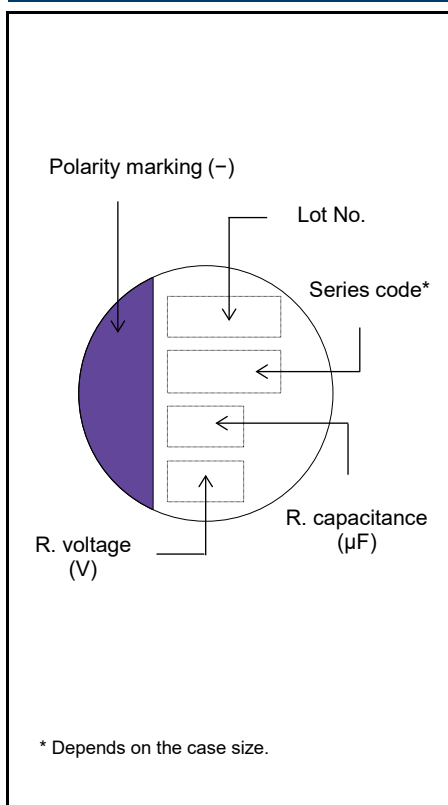 Polarity marking (−)
Lot No.
Series code*
R. capacitance
(µF)
R. voltage
(V)
* Depends on the case size.